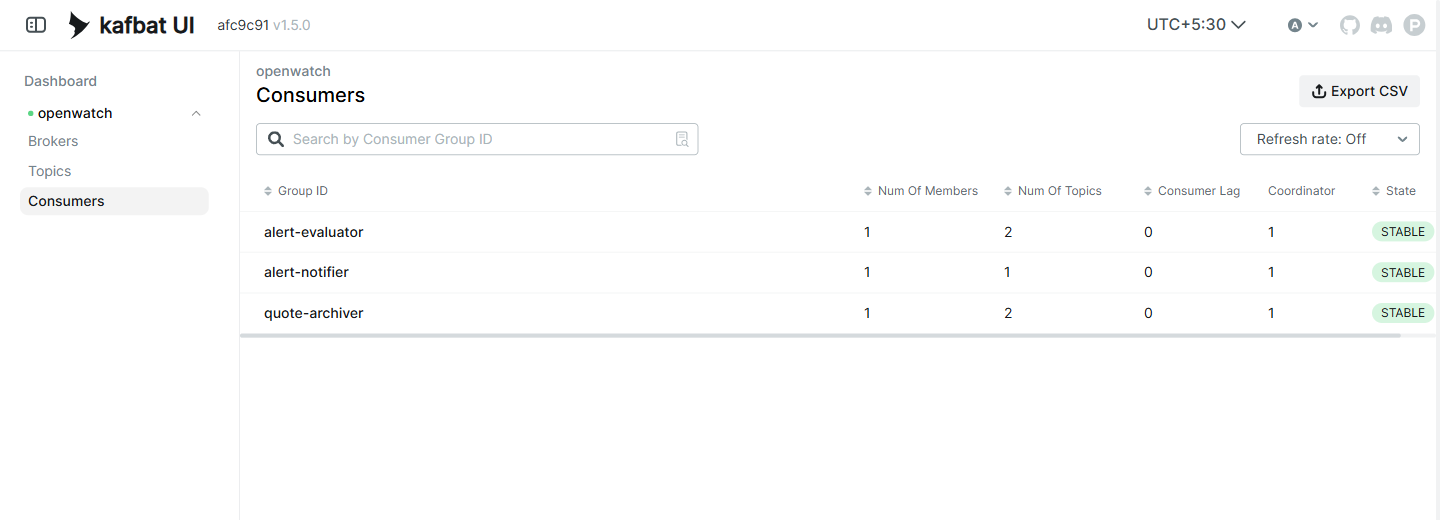 kafbat UI afc9c91 v1.5.0 UTC+5:30 A
Dashboard
openwatch
Brokers
Topics
Consumers
openwatch
Consumers
Export CSV
Search by Consumer Group ID
Refresh rate: Off
Group ID Num Of Members Num Of Topics Consumer Lag Coordinator State
alert-evaluator 1 2 0 1 STABLE
alert-notifier 1 1 0 1 STABLE
quote-archiver 1 2 0 1 STABLE